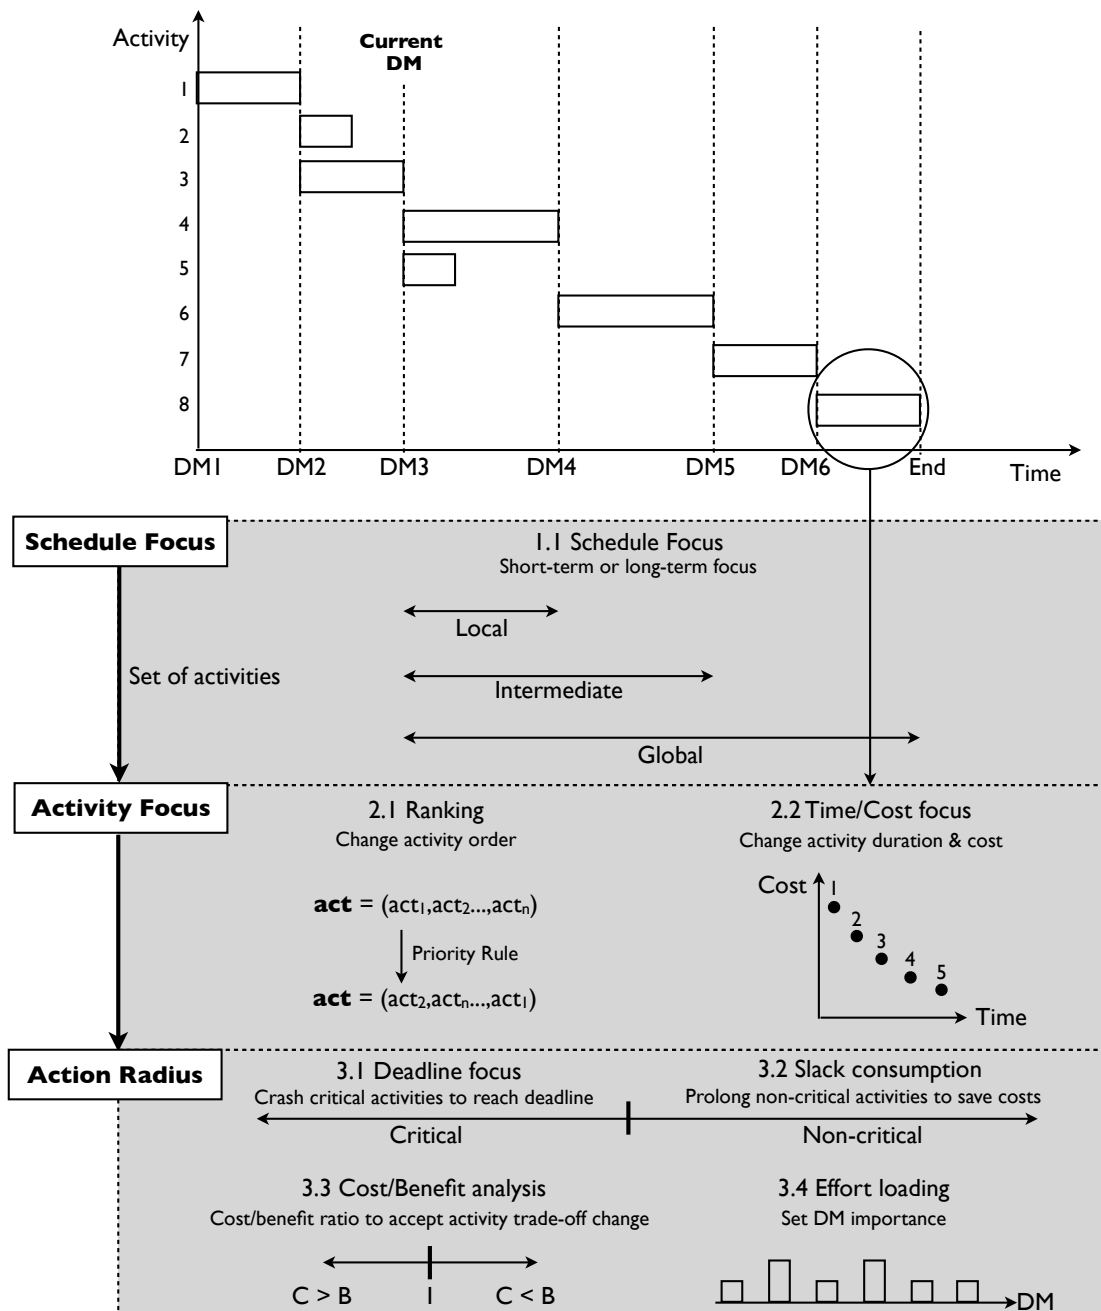 Activity
Current
DM
1
2
3
4
5
6
7
8
DM1 DM2 DM3 DM4 DM5 DM6 End
Time
Schedule Focus
1.1 Schedule Focus
Short-term or long-term focus
Local
Set of activities
Intermediate
Global
Activity Focus
2.1 Ranking
Change activity order
act = (act₁,act₂...,actₙ)
Priority Rule
act = (act₂,actₙ...,act₁)
2.2 Time/Cost focus
Change activity duration & cost
Cost
1
2
3
4
5
Time
Action Radius
3.1 Deadline focus
Crash critical activities to reach deadline
Critical
3.2 Slack consumption
Prolong non-critical activities to save costs
Non-critical
3.3 Cost/Benefit analysis
Cost/benefit ratio to accept activity trade-off change
C > B 1 C < B
3.4 Effort loading
Set DM importance
DM